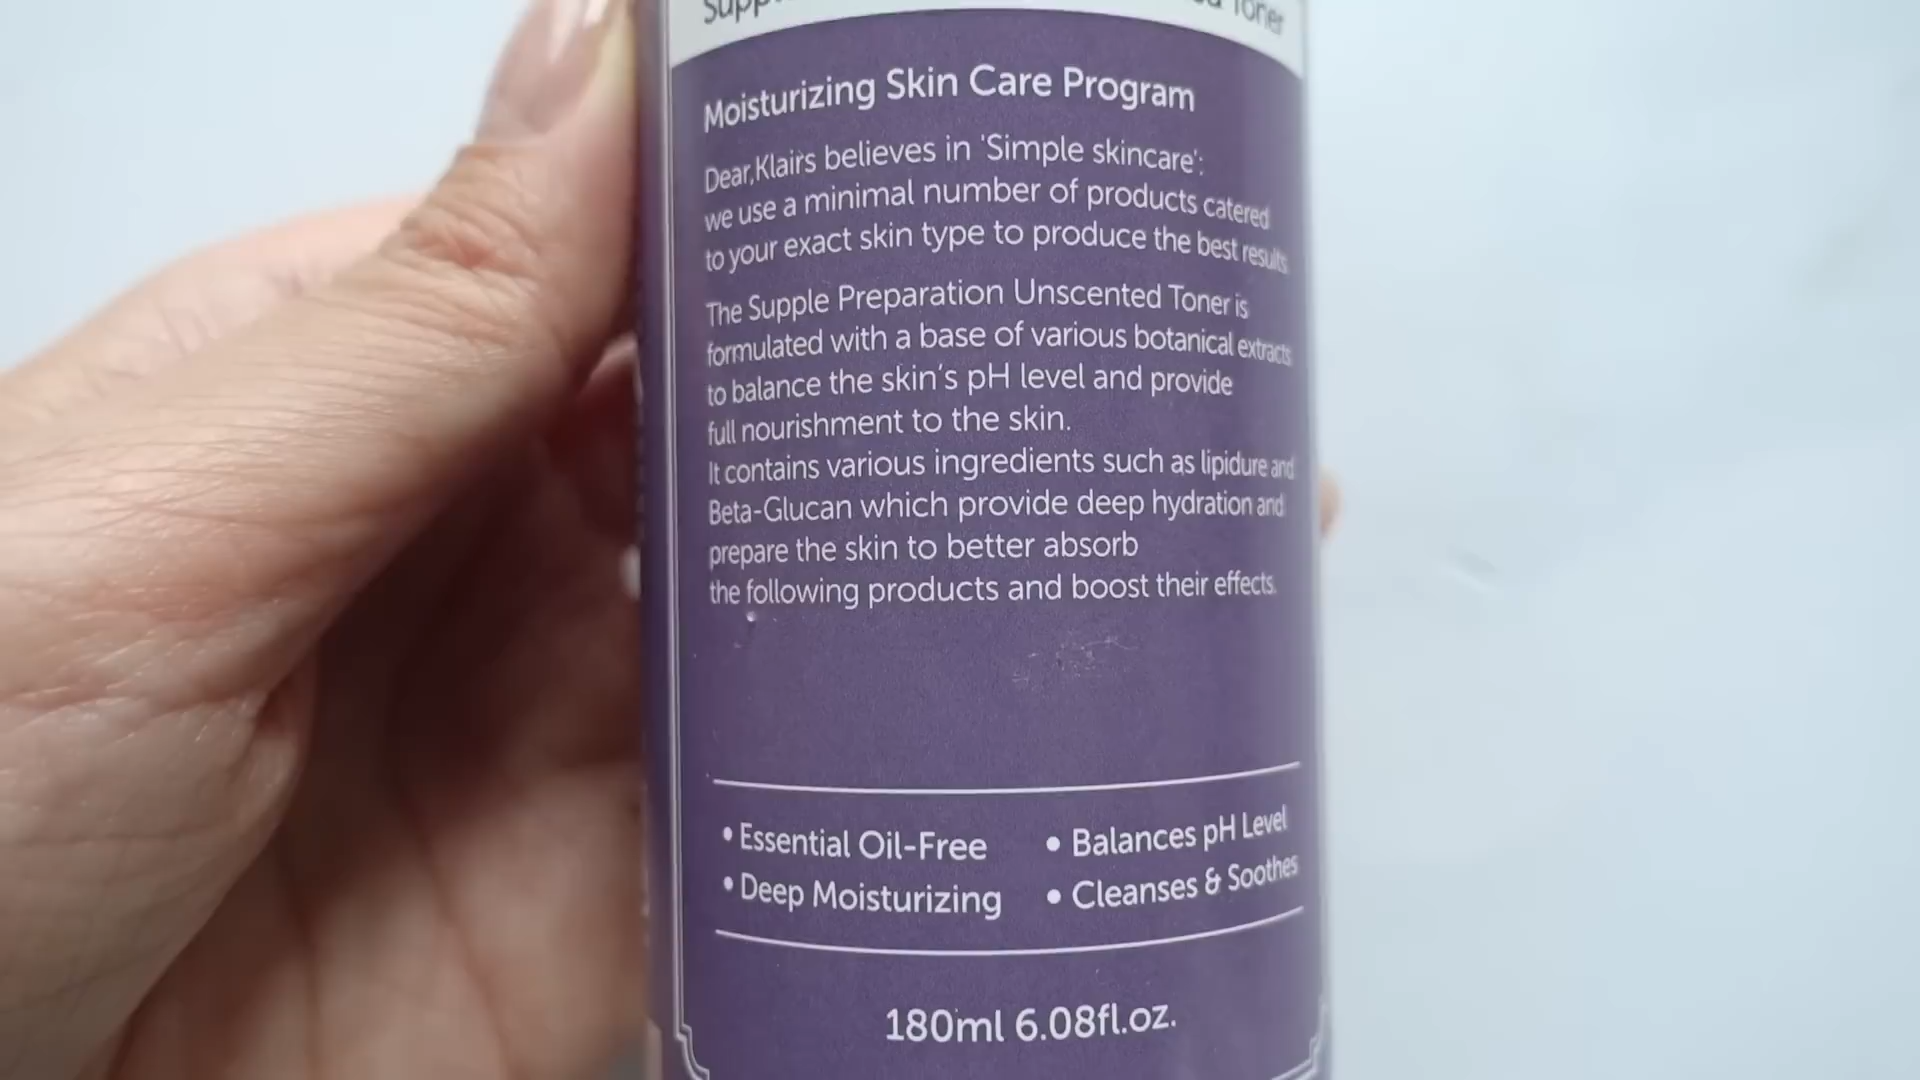 Supp
Toner
Moisturizing Skin Care Program
Dear,Klairs believes in 'Simple skincare':
we use a minimal number of products catered
to your exact skin type to produce the best results
The Supple Preparation Unscented Toner is
formulated with a base of various botanical extracts
to balance the skin's pH level and provide
full nourishment to the skin.
It contains various ingredients such as lipidure and
Beta-Glucan which provide deep hydration and
prepare the skin to better absorb
the following products and boost their effects.
• Essential Oil-Free • Balances pH Level
• Deep Moisturizing • Cleanses & Soothes
180ml 6.08fl.oz.